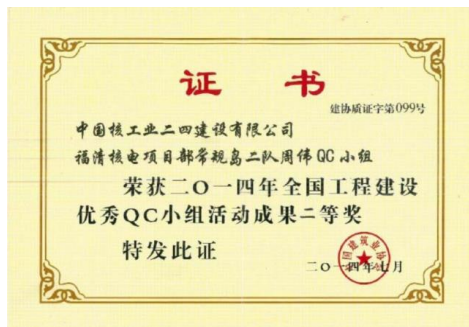 证 书
建协质证字第099号
中国核工业二四建设有限公司
福清核电项目部常规岛二队周伟QC小组
荣获二〇一四年全国工程建设
优秀QC小组活动成果二等奖
特发此证
二〇一四年七月